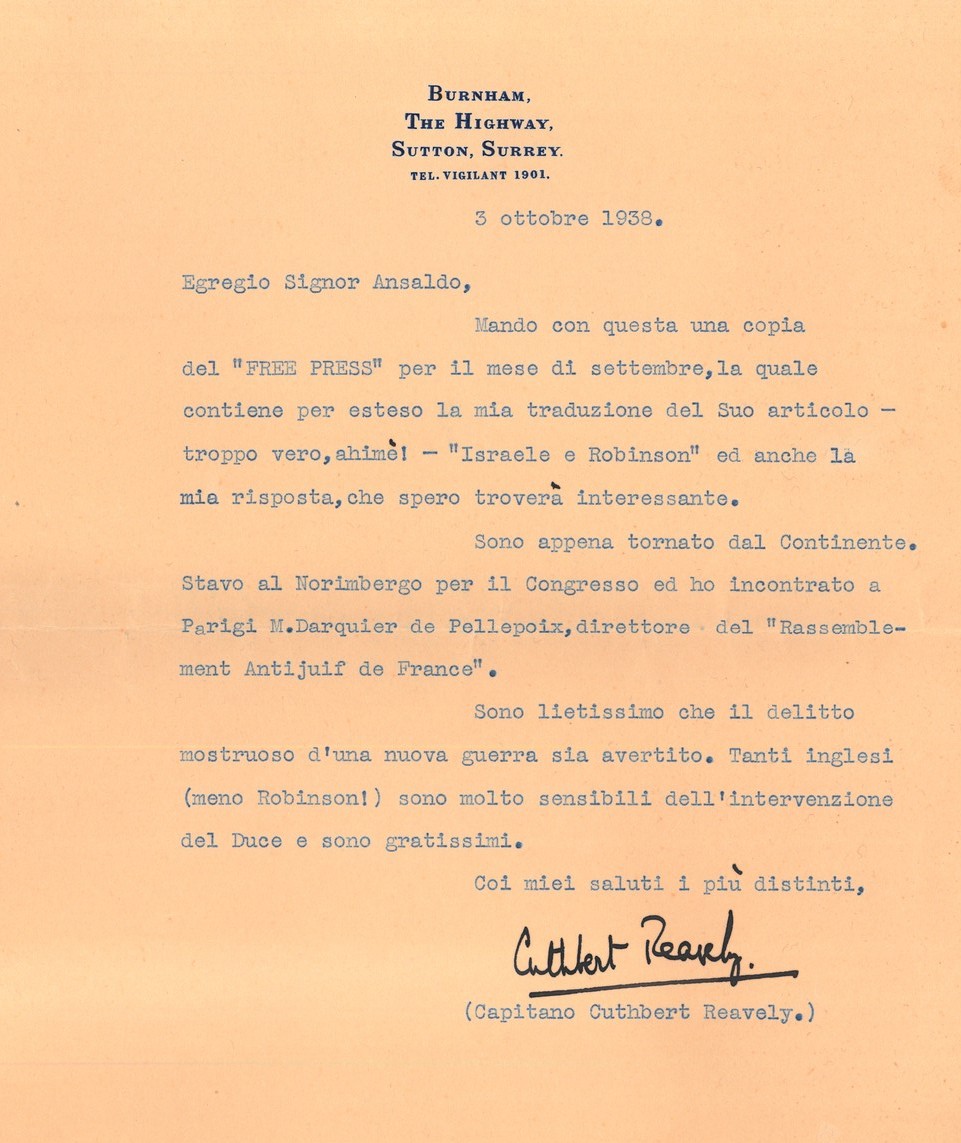 BURNHAM,
THE HIGHWAY,
SUTTON, SURREY.
TEL. VIGILANT 1901.
3 ottobre 1938.
Egregio Signor Ansaldo,
Mando con questa una copia
del "FREE PRESS" per il mese di settembre,la quale
contiene per esteso la mia traduzione del Suo articolo —
troppo vero,ahimè! — "Israele e Robinson" ed anche la
mia risposta,che spero troverà interessante.
Sono appena tornato dal Continente.
Stavo al Norimbergo per il Congresso ed ho incontrato a
Parigi M.Darquier de Pellepoix,direttore del "Rassemble-
ment Antijuif de France".
Sono lietissimo che il delitto
mostruoso d'una nuova guerra sia avertito. Tanti inglesi
(meno Robinson!) sono molto sensibili dell'intervenzione
del Duce e sono gratissimi.
Coi miei saluti i più distinti,
Cuthbert Reavely.
(Capitano Cuthbert Reavely.)